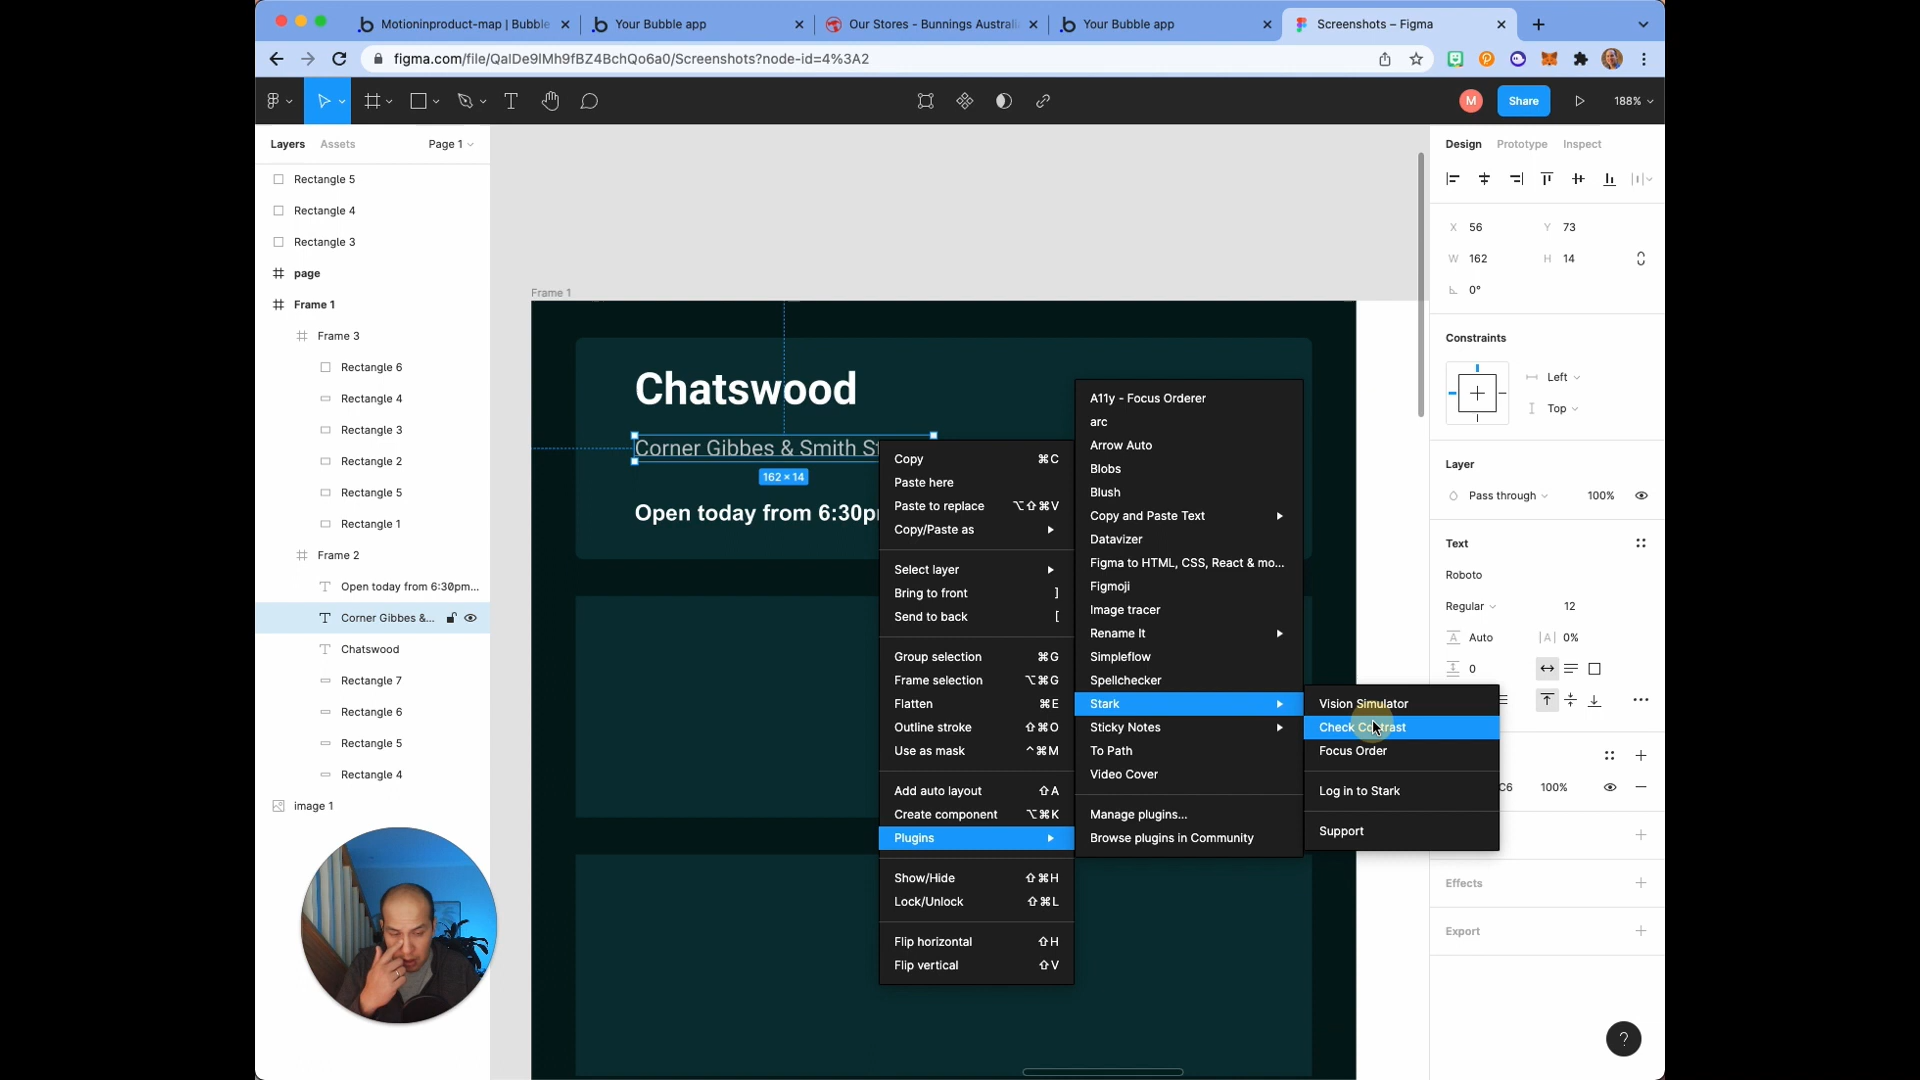 Motioninproduct-map | Bubble
Your Bubble app
Our Stores - Bunnings Australi
Your Bubble app
Screenshots – Figma
figma.com/file/QalDe9lMh9fBZ4BchQo6a0/Screenshots?node-id=4%3A2
M
Share
188%
Layers
Assets
Page 1
Rectangle 5
Rectangle 4
Rectangle 3
page
Frame 1
Frame 3
Rectangle 6
Rectangle 4
Rectangle 3
Rectangle 2
Rectangle 5
Rectangle 1
Frame 2
Open today from 6:30pm...
Corner Gibbes &...
Chatswood
Rectangle 7
Rectangle 6
Rectangle 5
Rectangle 4
image 1
Frame 1
Chatswood
Corner Gibbes & Smith St
162 × 14
Open today from 6:30p
Copy ⌘C
Paste here
Paste to replace ⌥⇧⌘V
Copy/Paste as
Select layer
Bring to front ]
Send to back [
Group selection ⌘G
Frame selection ⌥⌘G
Flatten ⌘E
Outline stroke ⇧⌘O
Use as mask ^⌘M
Add auto layout ⇧A
Create component ⌥⌘K
Plugins
Show/Hide ⇧⌘H
Lock/Unlock ⇧⌘L
Flip horizontal ⇧H
Flip vertical ⇧V
A11y - Focus Orderer
arc
Arrow Auto
Blobs
Blush
Copy and Paste Text
Datavizer
Figma to HTML, CSS, React & mo...
Figmoji
Image tracer
Rename It
Simpleflow
Spellchecker
Stark
Sticky Notes
To Path
Video Cover
Manage plugins...
Browse plugins in Community
Vision Simulator
Check Contrast
Focus Order
Log in to Stark
Support
Design
Prototype
Inspect
X 56 Y 73
W 162 H 14
0°
Constraints
Left
Top
Layer
Pass through 100%
Text
Roboto
Regular 12
Auto |A| 0%
0
C6 100%
Effects
Export
?